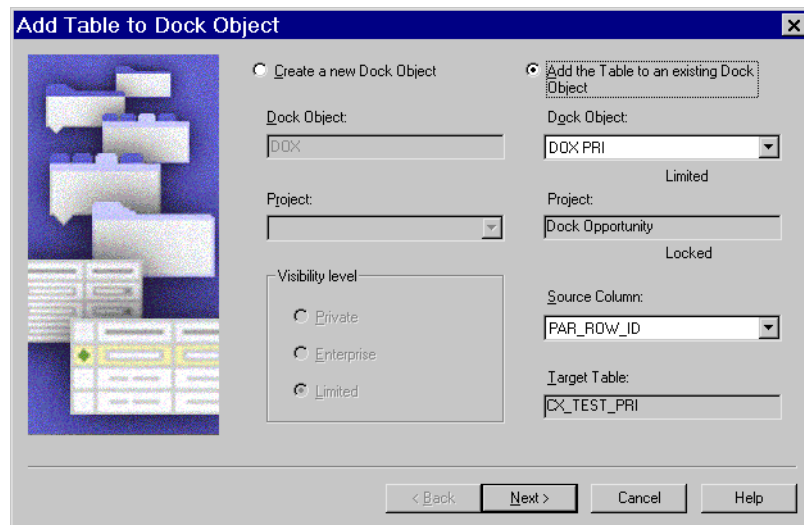 Add Table to Dock Object
Create a new Dock Object
Dock Object:
DOX
Project:
Visibility level
Private
Enterprise
Limited
Add the Table to an existing Dock
Object
Dock Object:
DOX PRI
Limited
Project:
Dock Opportunity
Locked
Source Column:
PAR_ROW_ID
Target Table:
CX_TEST_PRI
< Back
Next >
Cancel
Help